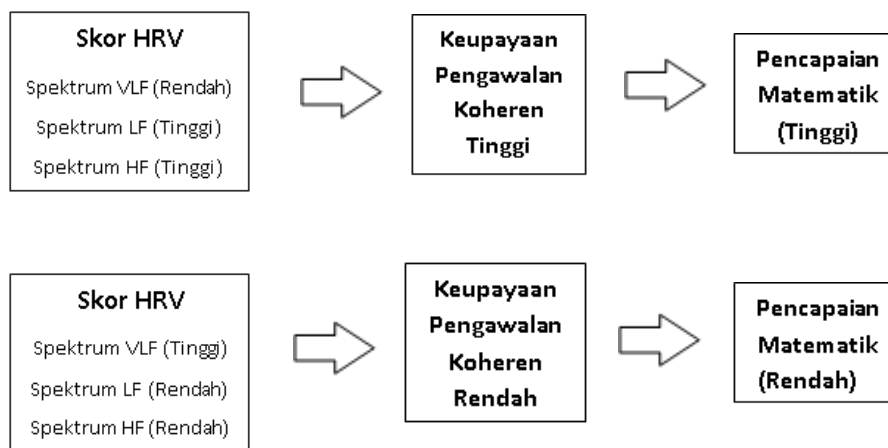 Skor HRV
Spektrum VLF (Rendah)
Spektrum LF (Tinggi)
Spektrum HF (Tinggi)
Keupayaan
Pengawalan
Koheren
Tinggi
Pencapaian
Matematik
(Tinggi)
Skor HRV
Spektrum VLF (Tinggi)
Spektrum LF (Rendah)
Spektrum HF (Rendah)
Keupayaan
Pengawalan
Koheren
Rendah
Pencapaian
Matematik
(Rendah)